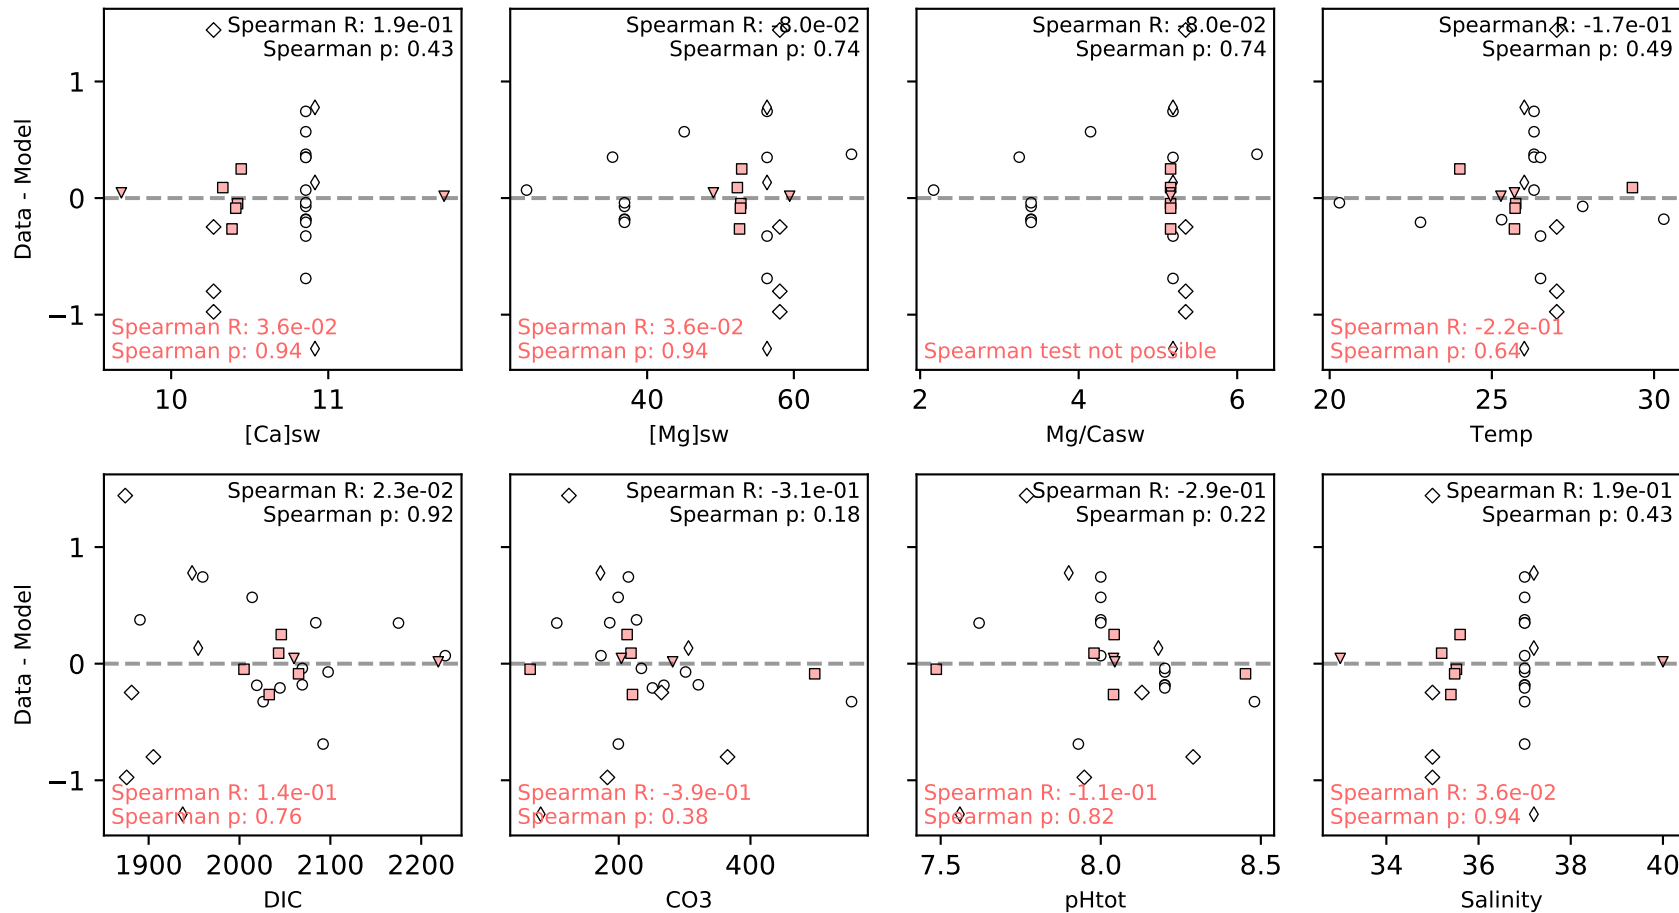 Spearman R: 1.9e-01
Spearman p: 0.43
Spearman R: 3.6e-02
Spearman p: 0.94
1
0
−1
Data - Model
10 11
[Ca]sw
Spearman R: -8.0e-02
Spearman p: 0.74
Spearman R: 3.6e-02
Spearman p: 0.94
40 60
[Mg]sw
Spearman R: -8.0e-02
Spearman p: 0.74
Spearman test not possible
2 4 6
Mg/Casw
Spearman R: -1.7e-01
Spearman p: 0.49
Spearman R: -2.2e-01
Spearman p: 0.64
20 25 30
Temp
Spearman R: 2.3e-02
Spearman p: 0.92
Spearman R: 1.4e-01
Spearman p: 0.76
1
0
−1
Data - Model
1900 2000 2100 2200
DIC
Spearman R: -3.1e-01
Spearman p: 0.18
Spearman R: -3.9e-01
Spearman p: 0.38
200 400
CO3
Spearman R: -2.9e-01
Spearman p: 0.22
Spearman R: -1.1e-01
Spearman p: 0.82
7.5 8.0 8.5
pHtot
Spearman R: 1.9e-01
Spearman p: 0.43
Spearman R: 3.6e-02
Spearman p: 0.94
34 36 38 40
Salinity